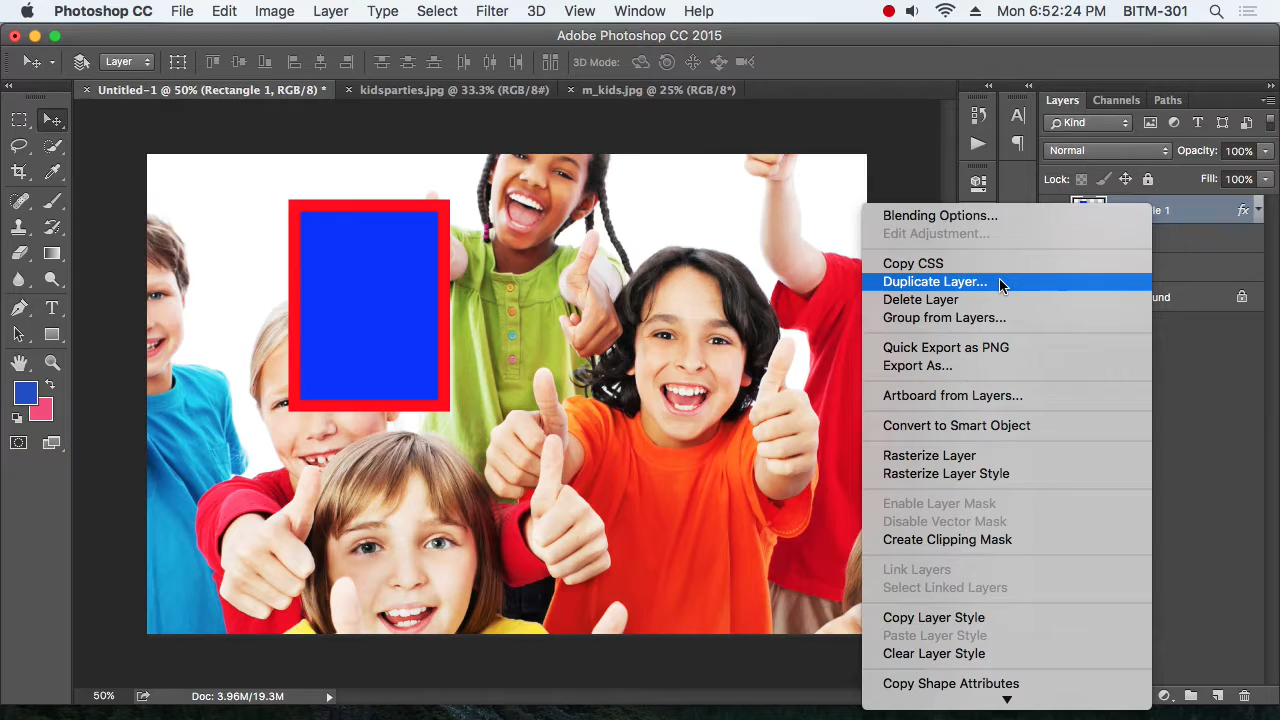 Photoshop CC File Edit Image Layer Type Select Filter 3D View Window Help Mon 6:52:24 PM BITM-301
Adobe Photoshop CC 2015
Layer 3D Mode:
Untitled-1 @ 50% (Rectangle 1, RGB/8) * kidsparties.jpg @ 33.3% (RGB/8#) m_kids.jpg @ 25% (RGB/8*)
Layers Channels Paths
Kind
Normal Opacity: 100%
Lock: Fill: 100%
1 fx
Blending Options...
Edit Adjustment...
Copy CSS
Duplicate Layer...
Delete Layer
Group from Layers...
Quick Export as PNG
Export As...
Artboard from Layers...
Convert to Smart Object
Rasterize Layer
Rasterize Layer Style
Enable Layer Mask
Disable Vector Mask
Create Clipping Mask
Link Layers
Select Linked Layers
Copy Layer Style
Paste Layer Style
Clear Layer Style
Copy Shape Attributes
50% Doc: 3.96M/19.3M